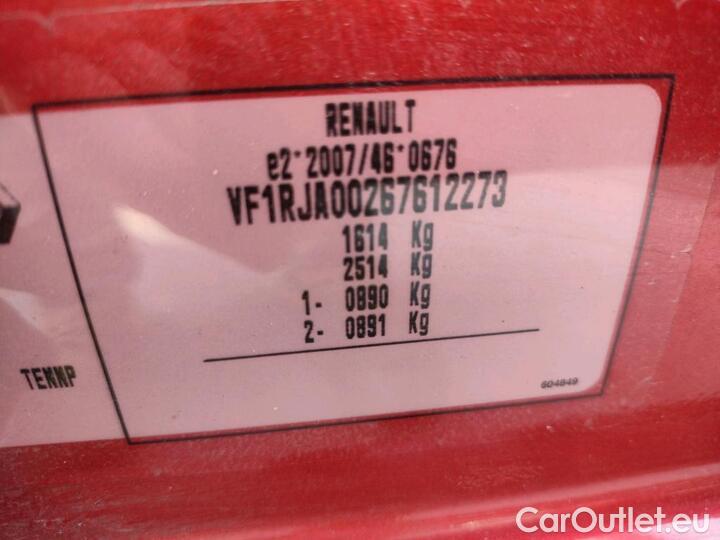 RENAULT
e2*2007/46*0676
VF1RJA00267612273
1614 Kg
2514 Kg
1- 0890 Kg
2- 0891 Kg
TENNP
604849
CarOutlet.eu